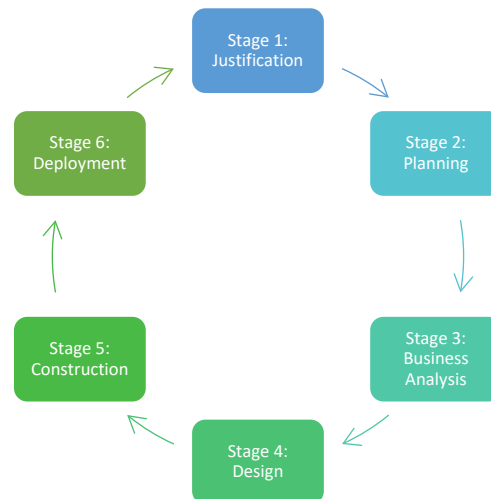 Stage 1:
Justification
Stage 2:
Planning
Stage 3:
Business
Analysis
Stage 4:
Design
Stage 5:
Construction
Stage 6:
Deployment